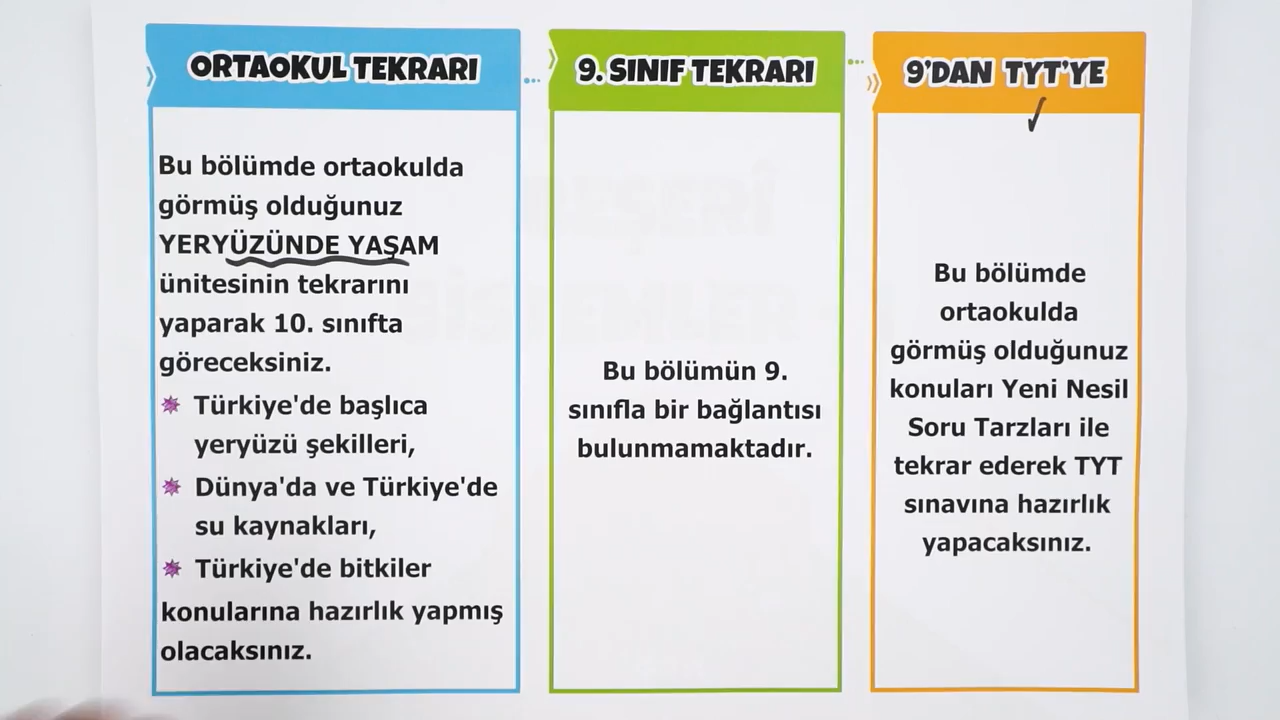 ORTAOKUL TEKRARI
Bu bölümde ortaokulda
görmüş olduğunuz
YERYÜZÜNDE YAŞAM
ünitesinin tekrarını
yaparak 10. sınıfta
göreceksiniz.
Türkiye'de başlıca
yeryüzü şekilleri,
Dünya'da ve Türkiye'de
su kaynakları,
Türkiye'de bitkiler
konularına hazırlık yapmış
olacaksınız.
9. SINIF TEKRARI
Bu bölümün 9.
sınıfla bir bağlantısı
bulunmamaktadır.
9'DAN TYT'YE
Bu bölümde
ortaokulda
görmüş olduğunuz
konuları Yeni Nesil
Soru Tarzları ile
tekrar ederek TYT
sınavına hazırlık
yapacaksınız.